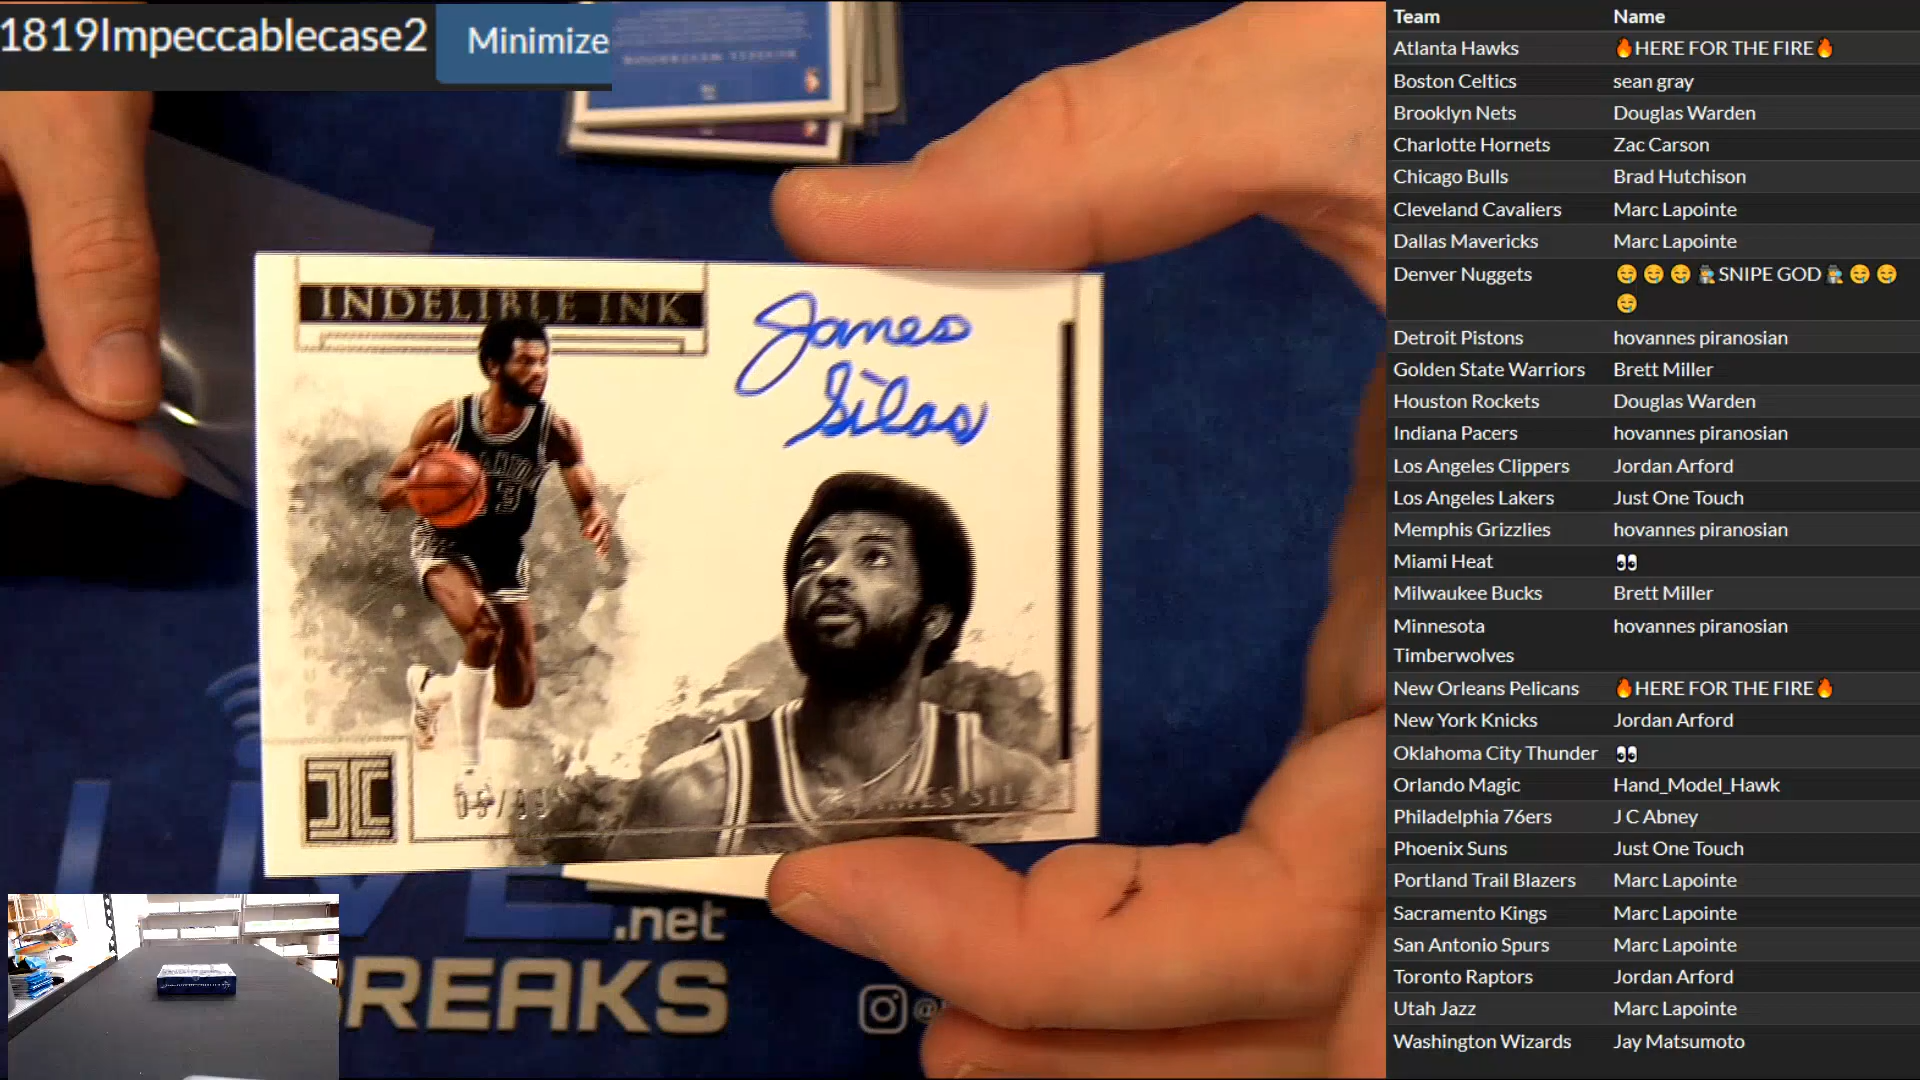 1819Impeccablecase2
Minimize
INDELIBLE INK
James
Silas
.net
BREAKS
Team Name
Atlanta Hawks 🔥HERE FOR THE FIRE🔥
Boston Celtics sean gray
Brooklyn Nets Douglas Warden
Charlotte Hornets Zac Carson
Chicago Bulls Brad Hutchison
Cleveland Cavaliers Marc Lapointe
Dallas Mavericks Marc Lapointe
Denver Nuggets SNIPE GOD
Detroit Pistons hovannes piranosian
Golden State Warriors Brett Miller
Houston Rockets Douglas Warden
Indiana Pacers hovannes piranosian
Los Angeles Clippers Jordan Arford
Los Angeles Lakers Just One Touch
Memphis Grizzlies hovannes piranosian
Miami Heat 👀
Milwaukee Bucks Brett Miller
Minnesota hovannes piranosian
Timberwolves
New Orleans Pelicans 🔥HERE FOR THE FIRE🔥
New York Knicks Jordan Arford
Oklahoma City Thunder 👀
Orlando Magic Hand_Model_Hawk
Philadelphia 76ers J C Abney
Phoenix Suns Just One Touch
Portland Trail Blazers Marc Lapointe
Sacramento Kings Marc Lapointe
San Antonio Spurs Marc Lapointe
Toronto Raptors Jordan Arford
Utah Jazz Marc Lapointe
Washington Wizards Jay Matsumoto